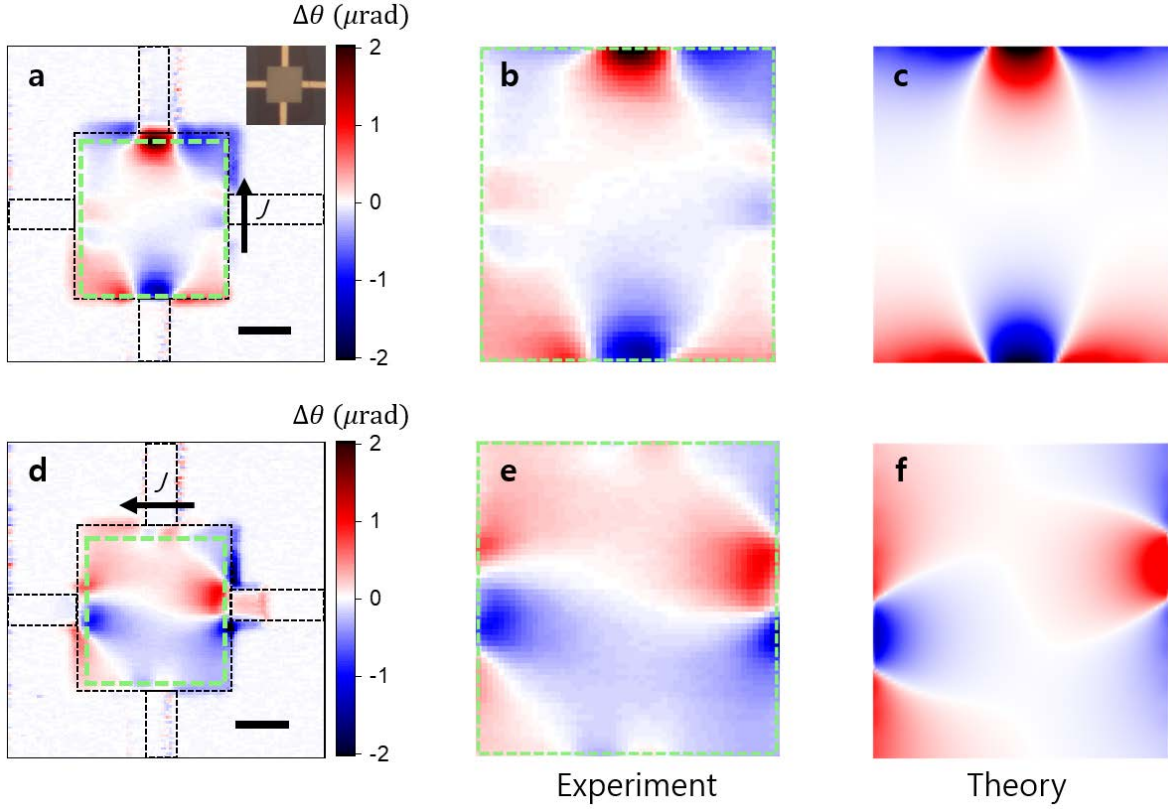 Δθ (μrad)
a
b
c
2
1
0
-1
-2
J
Δθ (μrad)
d
e
f
2
1
0
-1
-2
J
Experiment
Theory